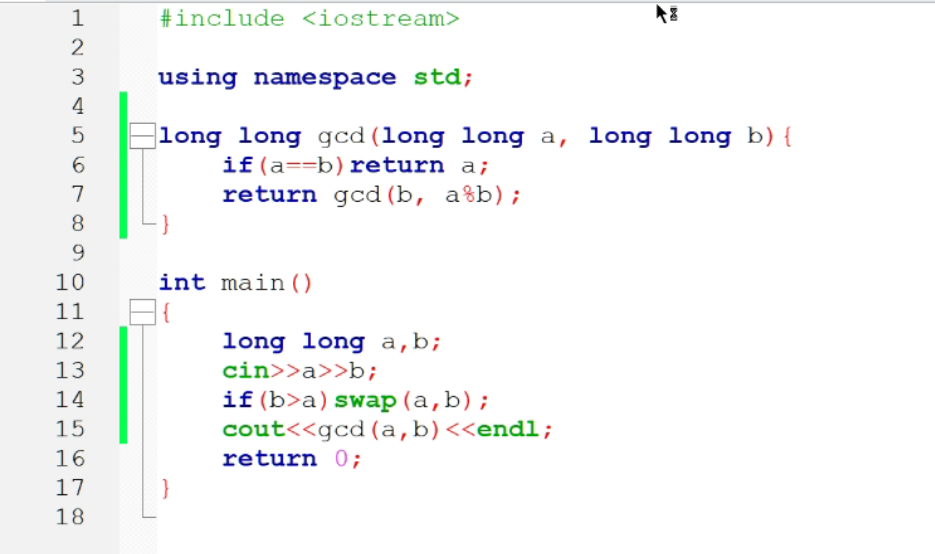 1 #include <iostream>
2
3 using namespace std;
4
5 long long gcd(long long a, long long b){
6 if(a==b)return a;
7 return gcd(b, a%b);
8 }
9
10 int main()
11 {
12 long long a,b;
13 cin>>a>>b;
14 if(b>a)swap(a,b);
15 cout<<gcd(a,b)<<endl;
16 return 0;
17 }
18